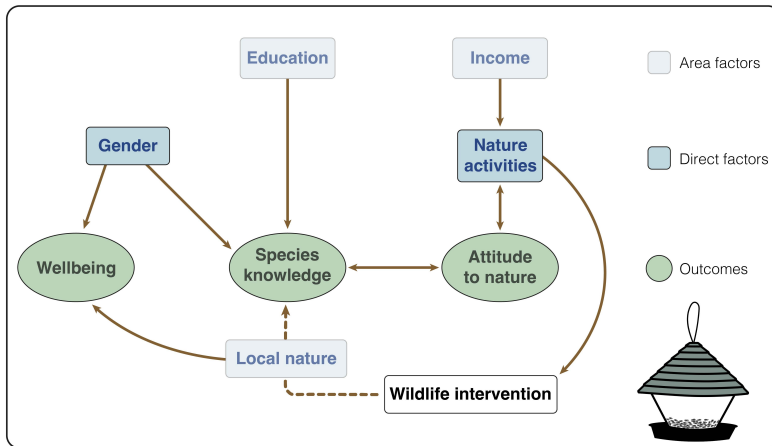 Education
Income
Area factors
Gender
Nature
activities
Direct factors
Wellbeing
Species
knowledge
Attitude
to nature
Outcomes
Local nature
Wildlife intervention